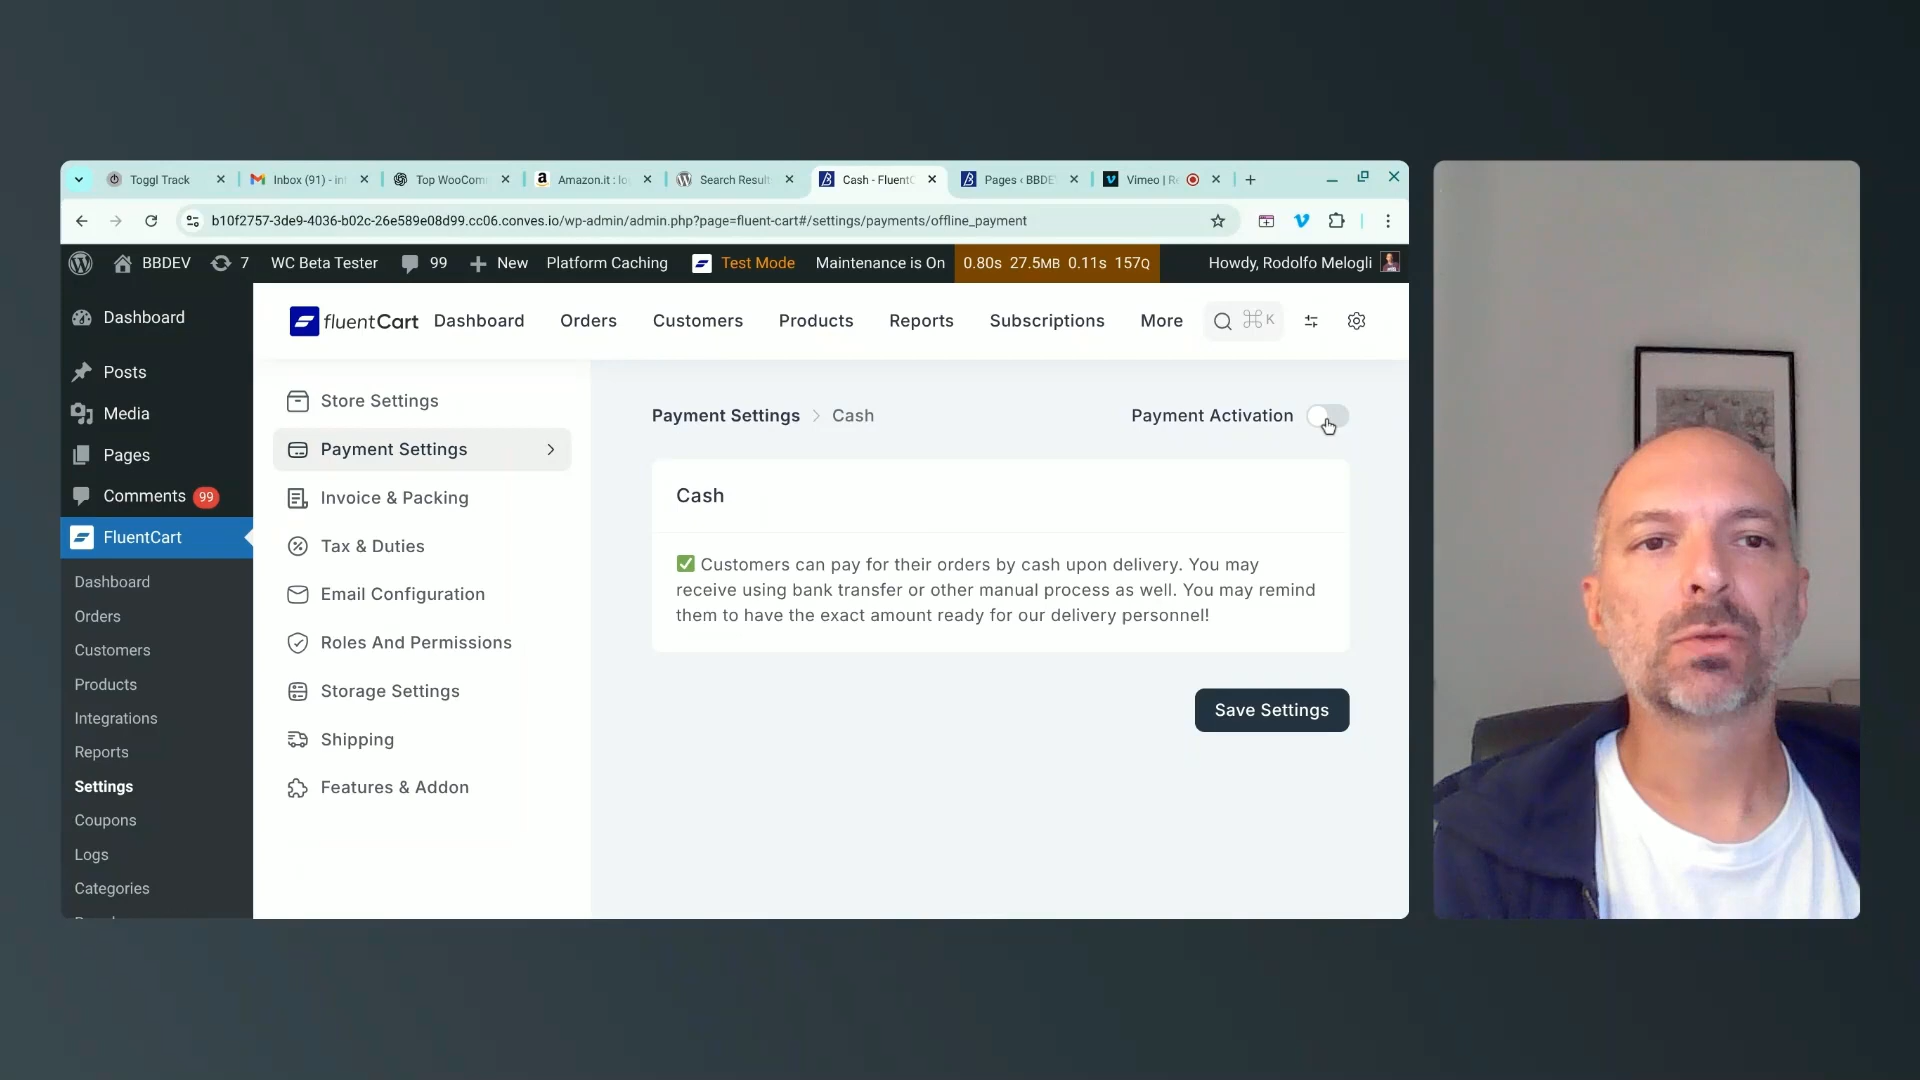 Toggl Track
Inbox (91) - in
Top WooCom
Amazon.it : lo
Search Result
Cash - FluentC
Pages ‹ BBDE
Vimeo | Re
b10f2757-3de9-4036-b02c-26e589e08d99.cc06.conves.io/wp-admin/admin.php?page=fluent-cart#/settings/payments/offline_payment
BBDEV
7
WC Beta Tester
99
New
Platform Caching
Test Mode
Maintenance is On
0.80s 27.5MB 0.11s 157Q
Howdy, Rodolfo Melogli
Dashboard
Posts
Media
Pages
Comments 99
FluentCart
Dashboard
Orders
Customers
Products
Integrations
Reports
Settings
Coupons
Logs
Categories
fluentCart
Dashboard
Orders
Customers
Products
Reports
Subscriptions
More
⌘K
Store Settings
Payment Settings
Invoice & Packing
Tax & Duties
Email Configuration
Roles And Permissions
Storage Settings
Shipping
Features & Addon
Payment Settings > Cash
Payment Activation
Cash
✅ Customers can pay for their orders by cash upon delivery. You may
receive using bank transfer or other manual process as well. You may remind
them to have the exact amount ready for our delivery personnel!
Save Settings